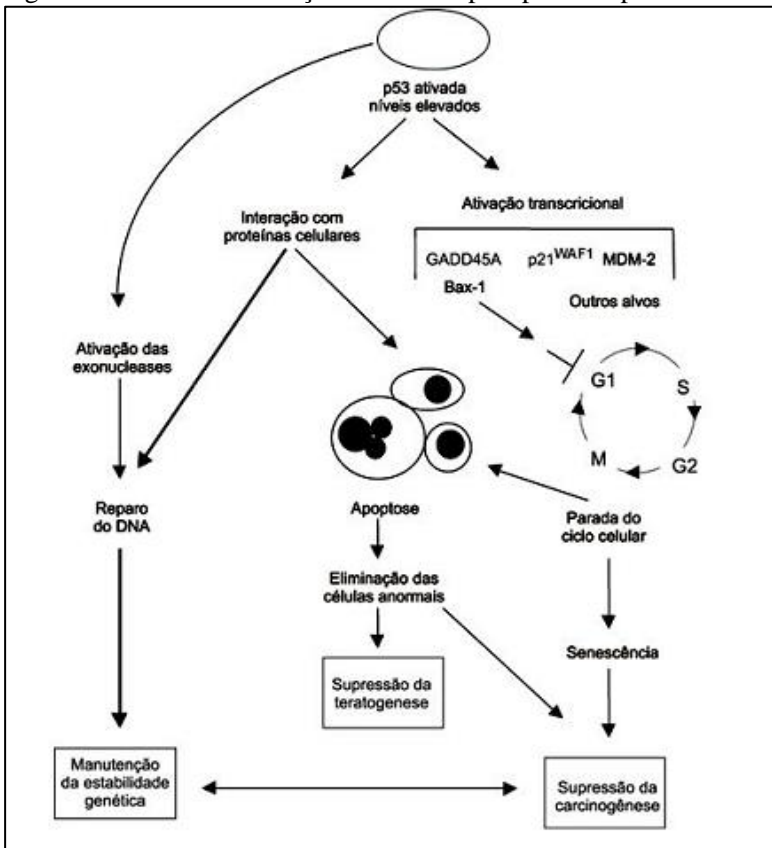 p53 ativada
níveis elevados
Ativação transcricional
Interação com
proteínas celulares
GADD45A p21WAF1 MDM-2
Bax-1
Outros alvos
Ativação das
exonucleases
G1
S
G2
M
Reparo
do DNA
Apoptose
Parada do
ciclo celular
Eliminação das
células anormais
Senescência
Supressão da
teratogenese
Manutenção
da estabilidade
genética
Supressão da
carcinogênese